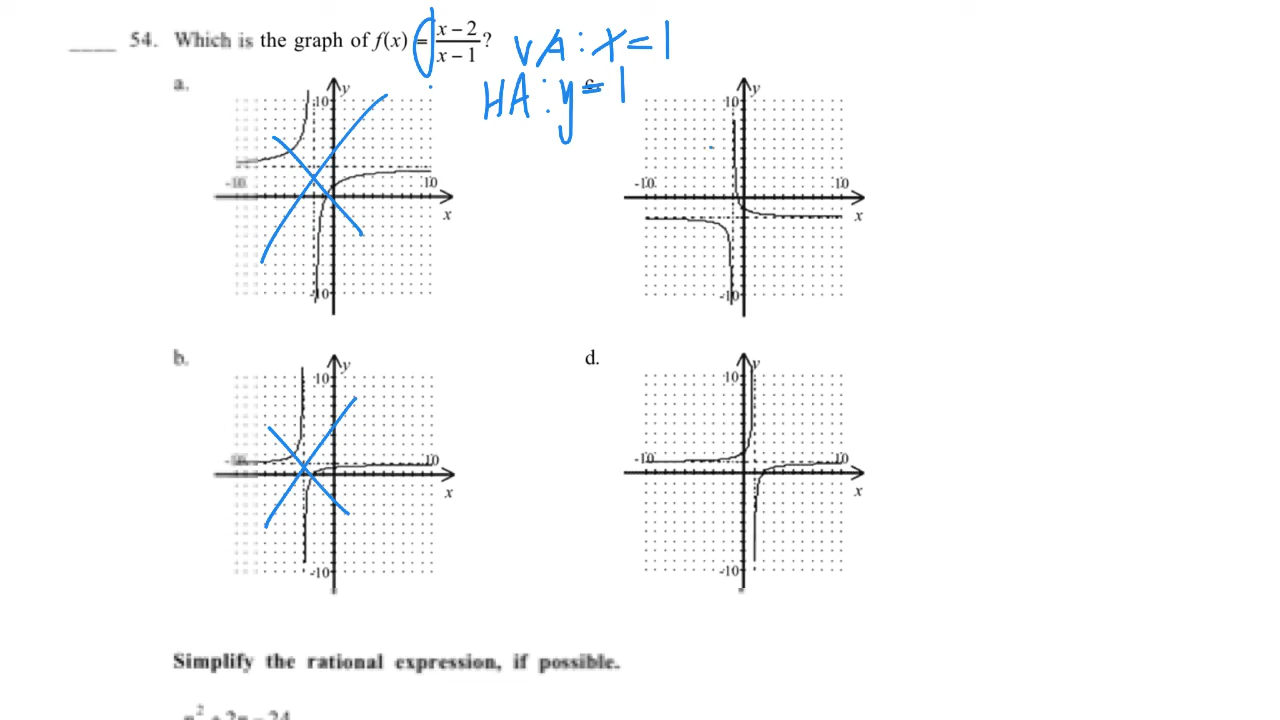 ____ 54. Which is the graph of f(x) = (x − 2)/(x − 1)?
VA: x = 1
HA: y = 1
a.
10
y
-10
10
x
-10
c.
10
y
-10
10
x
-10
b.
10
y
-10
10
x
-10
d.
10
y
-10
10
x
-10
Simplify the rational expression, if possible.